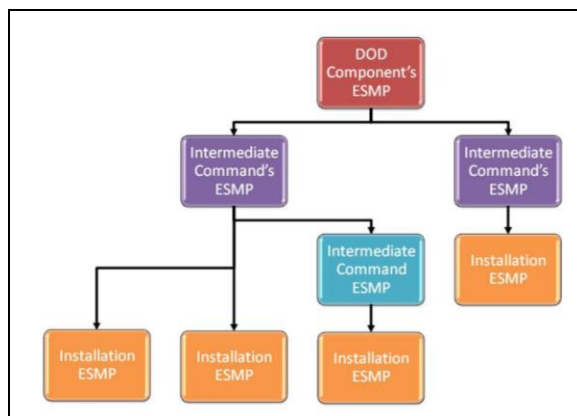 DOD
Component's
ESMP
Intermediate
Command's
ESMP
Intermediate
Command's
ESMP
Intermediate
Command
ESMP
Installation
ESMP
Installation
ESMP
Installation
ESMP
Installation
ESMP